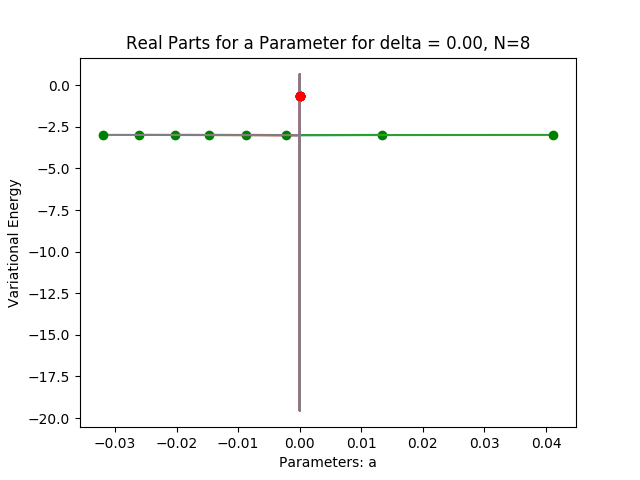 Real Parts for a Parameter for delta = 0.00, N=8
0.0
−2.5
−5.0
−7.5
−10.0
−12.5
−15.0
−17.5
−20.0
Variational Energy
−0.03 −0.02 −0.01 0.00 0.01 0.02 0.03 0.04
Parameters: a